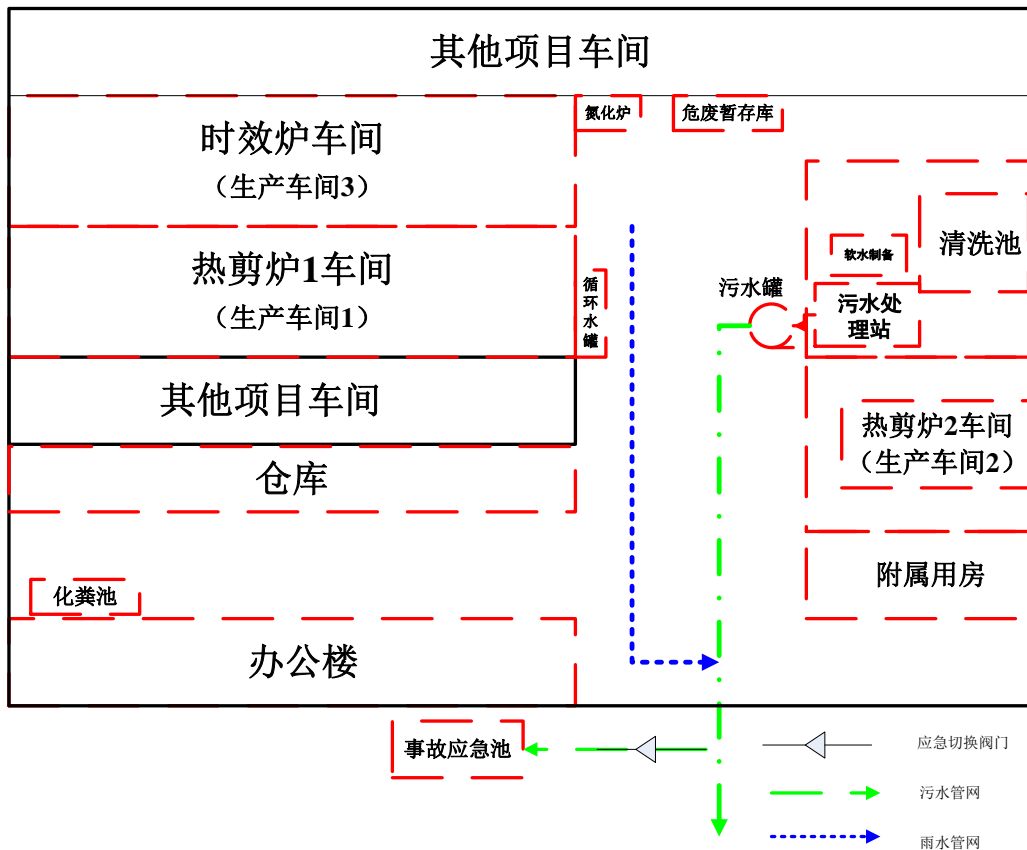 其他项目车间
氮化炉
危废暂存库
时效炉车间
（生产车间3）
清洗池
软水制备
热剪炉1车间
（生产车间1）
循
环
水
罐
污水罐
污水处
理站
其他项目车间
热剪炉2车间
（生产车间2）
仓库
附属用房
化粪池
办公楼
事故应急池
应急切换阀门
污水管网
雨水管网